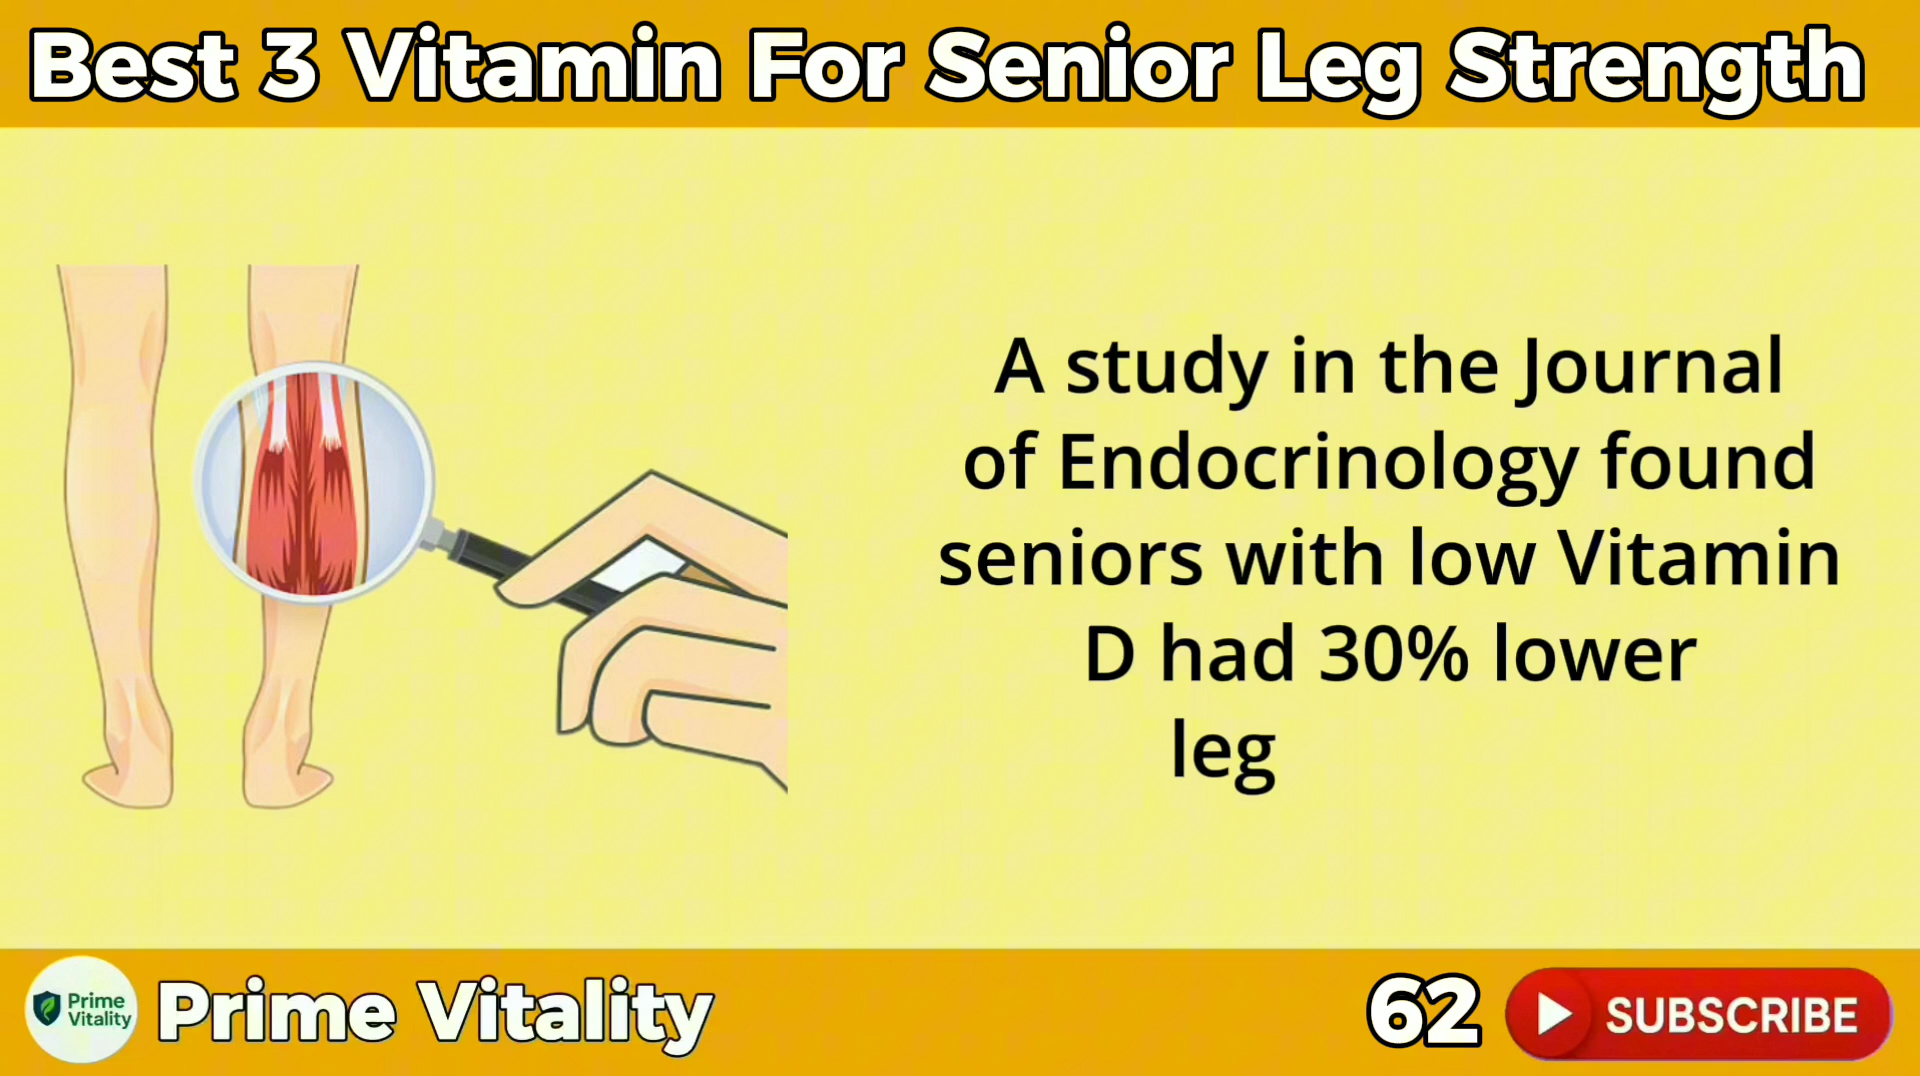 Best 3 Vitamin For Senior Leg Strength
A study in the Journal
of Endocrinology found
seniors with low Vitamin
D had 30% lower
leg
Prime
Vitality
Prime Vitality
62
SUBSCRIBE